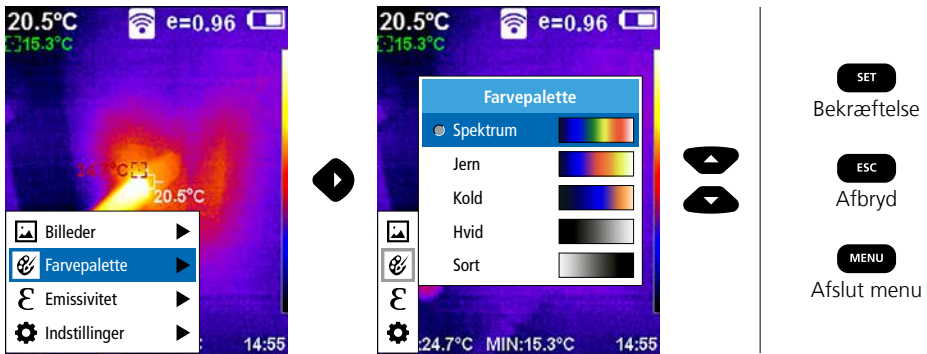 20.5°C e=0.96
15.3°C
24.7°C
20.5°C
Billeder
Farvepalette
Emissivitet
Indstillinger
: 14:55
20.5°C e=0.96
15.3°C
Farvepalette
Spektrum
Jern
Kold
Hvid
Sort
:24.7°C MIN:15.3°C 14:55
SET
Bekræftelse
ESC
Afbryd
MENU
Afslut menu